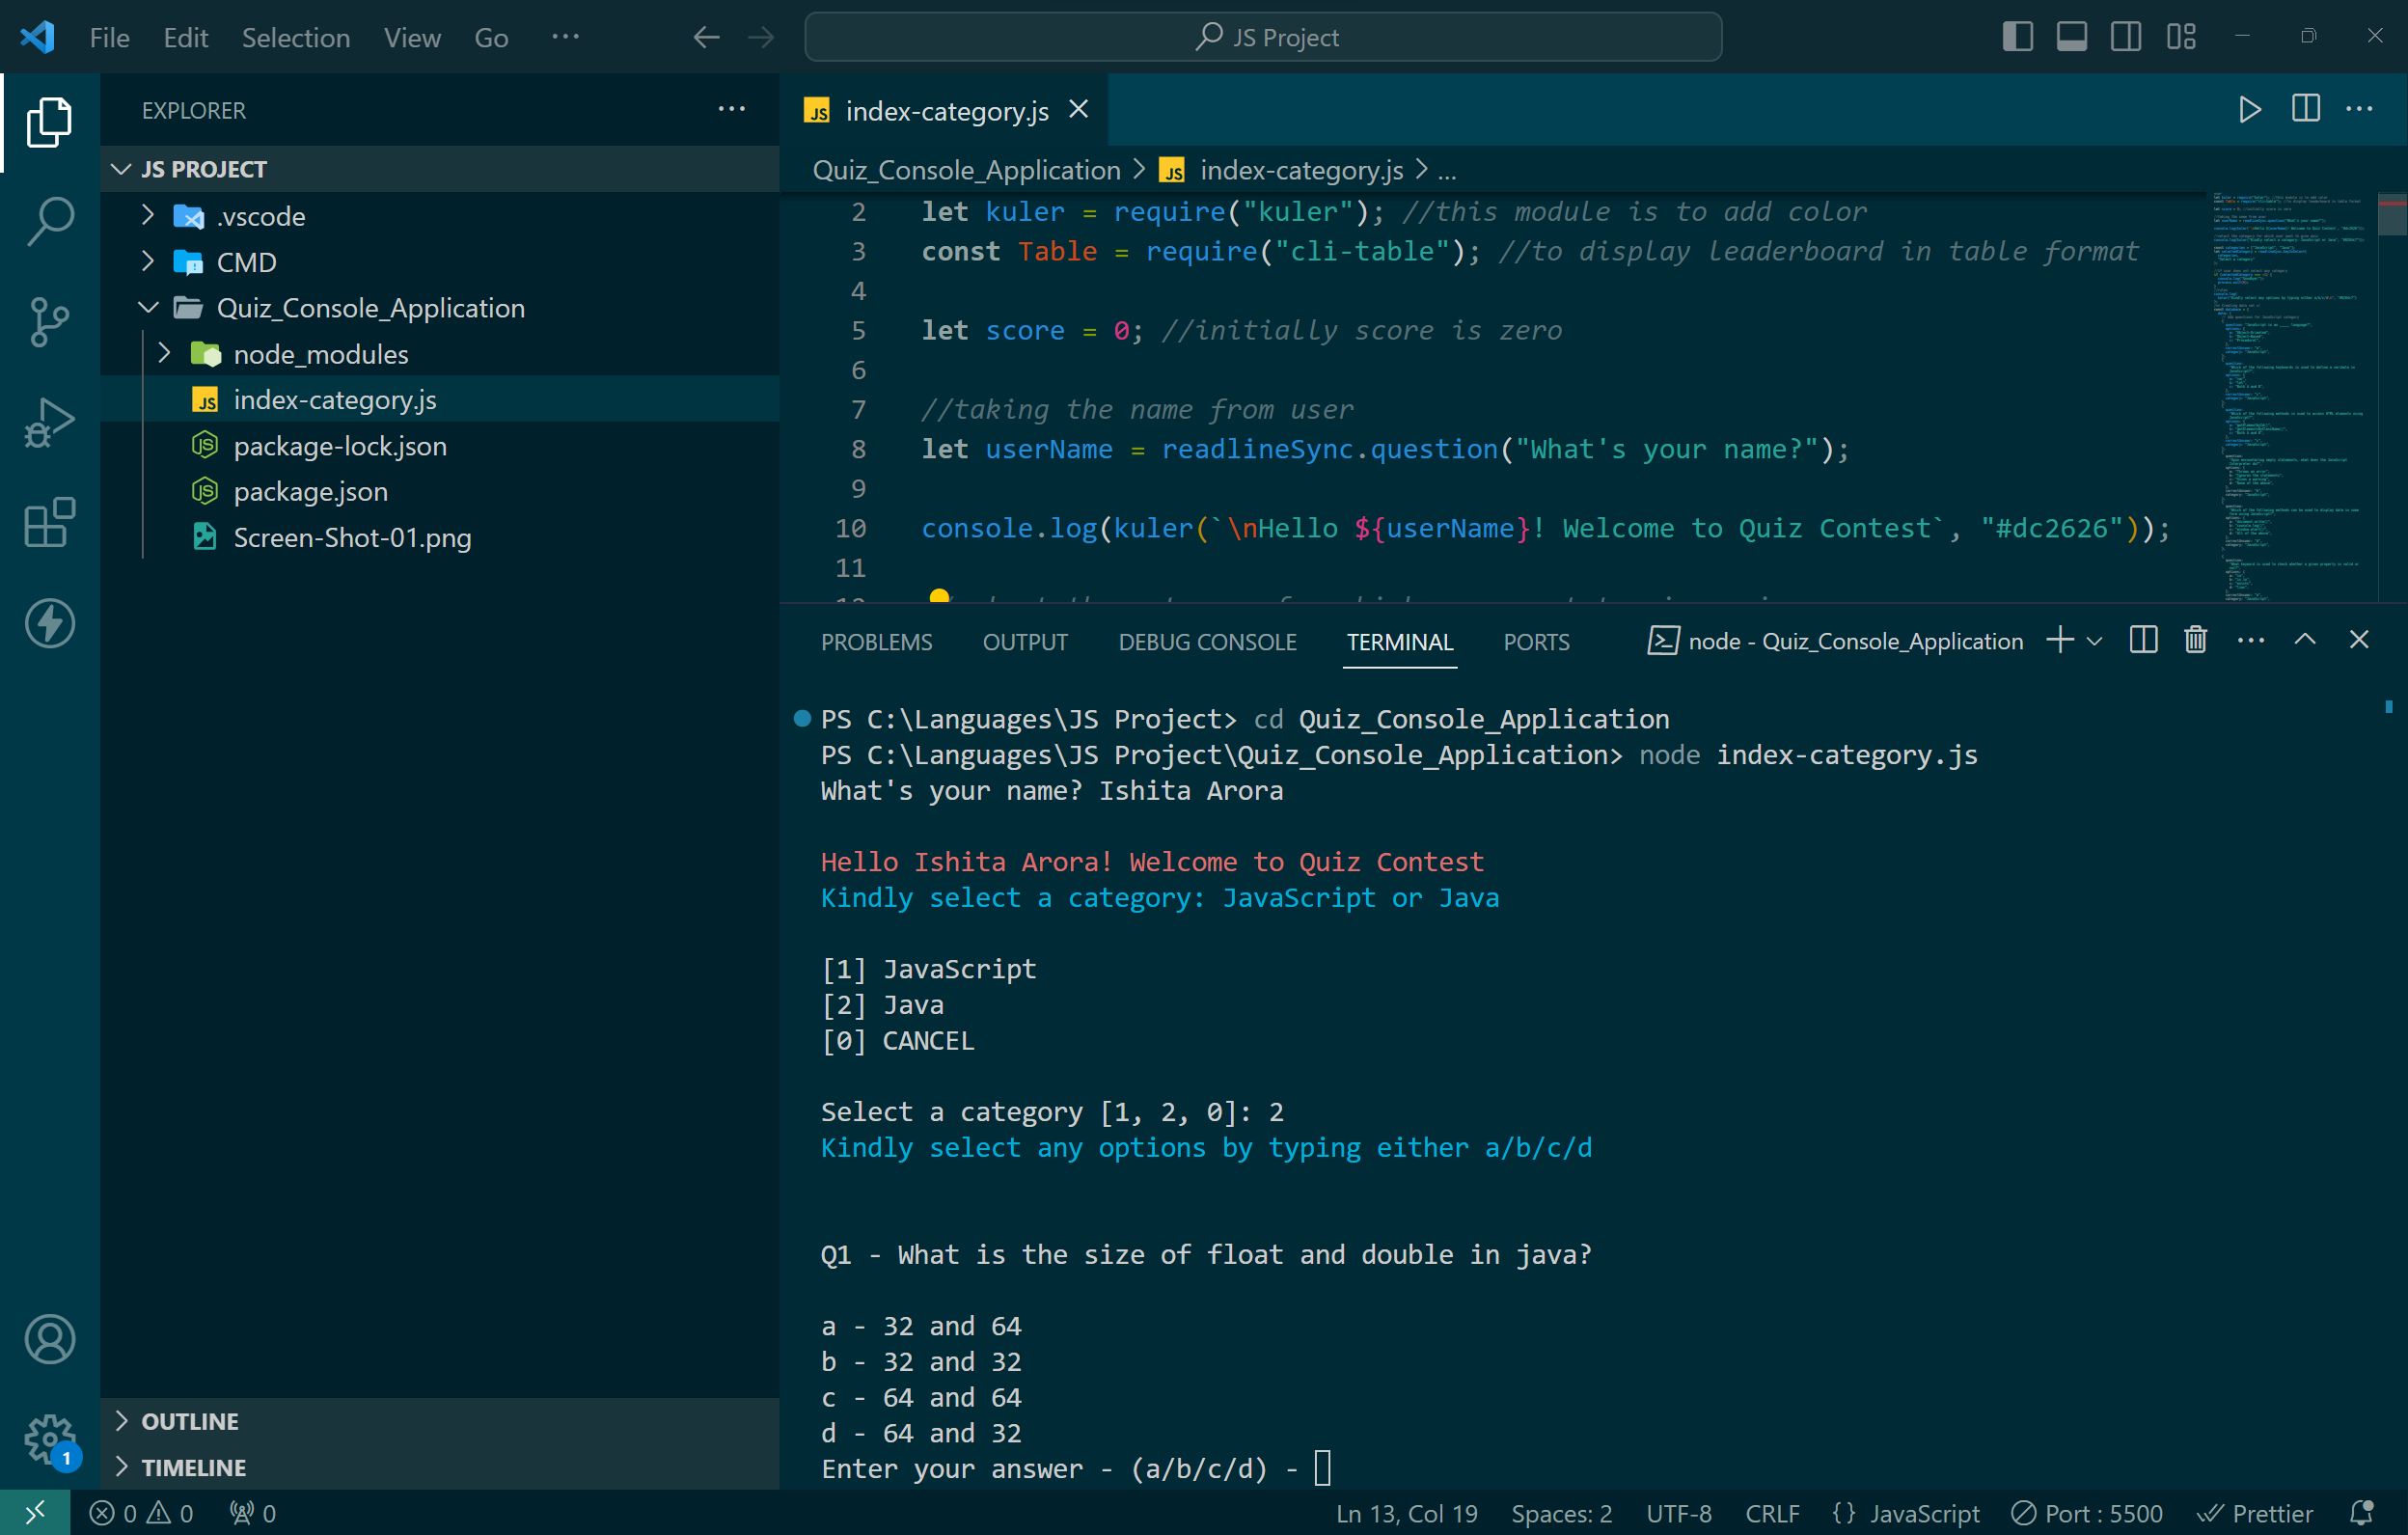 File Edit Selection View Go ···
JS Project
EXPLORER
JS PROJECT
.vscode
CMD
Quiz_Console_Application
node_modules
index-category.js
package-lock.json
package.json
Screen-Shot-01.png
OUTLINE
TIMELINE
JS index-category.js
Quiz_Console_Application > JS index-category.js > ...
2 let kuler = require("kuler"); //this module is to add color
3 const Table = require("cli-table"); //to display leaderboard in table format
4
5 let score = 0; //initially score is zero
6
7 //taking the name from user
8 let userName = readlineSync.question("What's your name?");
9
10 console.log(kuler(`\nHello ${userName}! Welcome to Quiz Contest`, "#dc2626"));
11
PROBLEMS OUTPUT DEBUG CONSOLE TERMINAL PORTS
node - Quiz_Console_Application
PS C:\Languages\JS Project> cd Quiz_Console_Application
PS C:\Languages\JS Project\Quiz_Console_Application> node index-category.js
What's your name? Ishita Arora
Hello Ishita Arora! Welcome to Quiz Contest
Kindly select a category: JavaScript or Java
[1] JavaScript
[2] Java
[0] CANCEL
Select a category [1, 2, 0]: 2
Kindly select any options by typing either a/b/c/d
Q1 - What is the size of float and double in java?
a - 32 and 64
b - 32 and 32
c - 64 and 64
d - 64 and 32
Enter your answer - (a/b/c/d) -
1
0 0 0
Ln 13, Col 19 Spaces: 2 UTF-8 CRLF {} JavaScript Port : 5500 Prettier